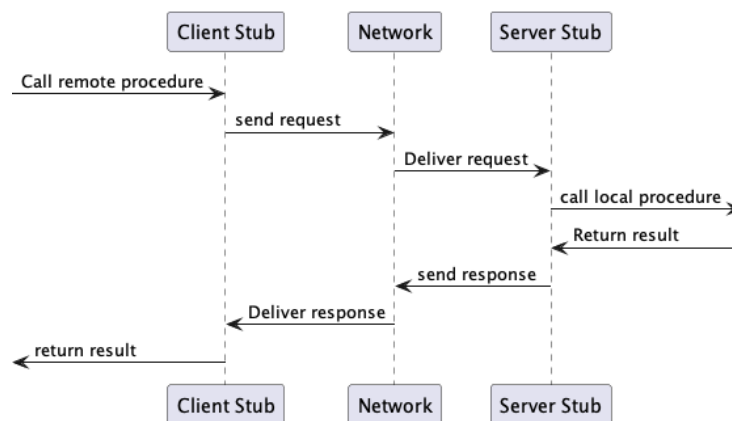 Client Stub
Network
Server Stub
Call remote procedure
send request
Deliver request
call local procedure
Return result
send response
Deliver response
return result
Client Stub
Network
Server Stub